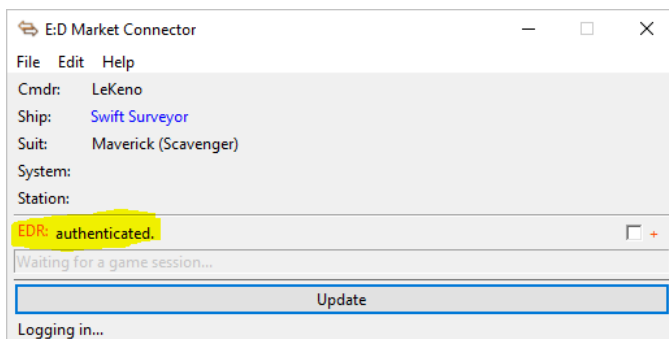 E:D Market Connector
File Edit Help
Cmdr: LeKeno
Ship: Swift Surveyor
Suit: Maverick (Scavenger)
System:
Station:
EDR: authenticated.
+
Waiting for a game session...
Update
Logging in...